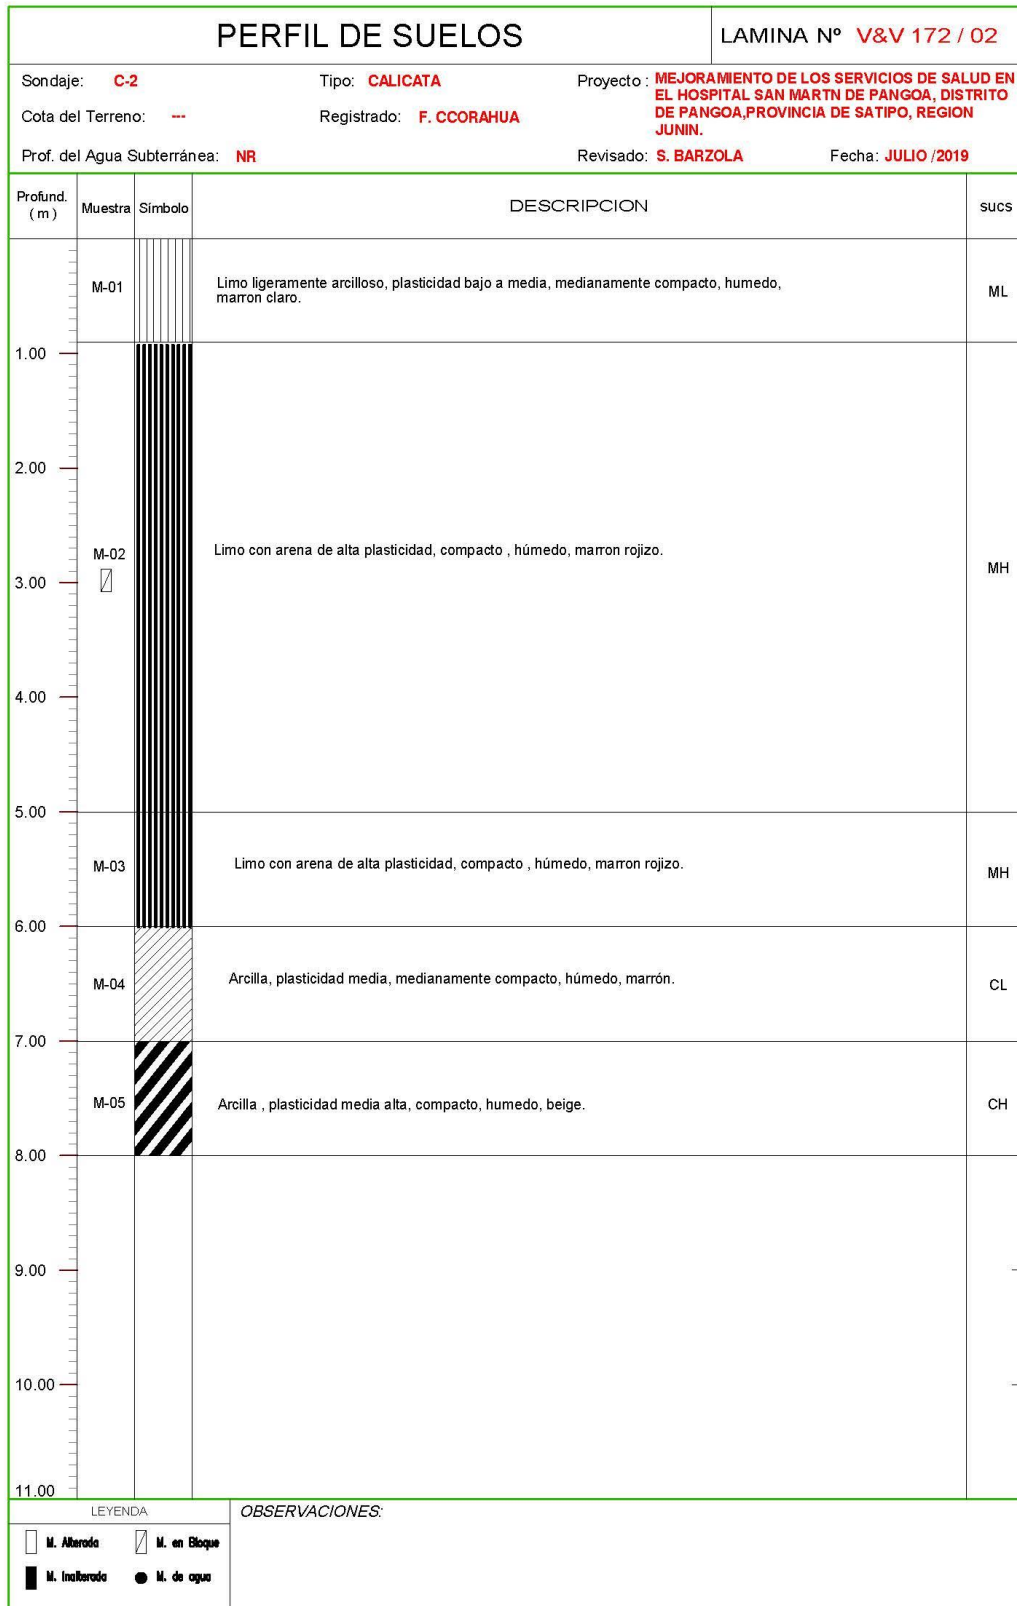 PERFIL DE SUELOS
LAMINA Nº V&V 172 / 02
Sondaje: C-2
Tipo: CALICATA
Proyecto : MEJORAMIENTO DE LOS SERVICIOS DE SALUD EN
EL HOSPITAL SAN MARTN DE PANGOA, DISTRITO
DE PANGOA,PROVINCIA DE SATIPO, REGION
JUNIN.
Cota del Terreno: ---
Registrado: F. CCORAHUA
Prof. del Agua Subterránea: NR
Revisado: S. BARZOLA
Fecha: JULIO /2019
Profund.
( m )
Muestra
Símbolo
DESCRIPCION
sucs
M-01
Limo ligeramente arcilloso, plasticidad bajo a media, medianamente compacto, humedo,
marron claro.
ML
1.00
2.00
M-02
Limo con arena de alta plasticidad, compacto , húmedo, marron rojizo.
MH
3.00
4.00
5.00
M-03
Limo con arena de alta plasticidad, compacto , húmedo, marron rojizo.
MH
6.00
M-04
Arcilla, plasticidad media, medianamente compacto, húmedo, marrón.
CL
7.00
M-05
Arcilla , plasticidad media alta, compacto, humedo, beige.
CH
8.00
9.00
10.00
11.00
LEYENDA
M. Alterada
M. en Bloque
M. Inalterada
M. de agua
OBSERVACIONES: